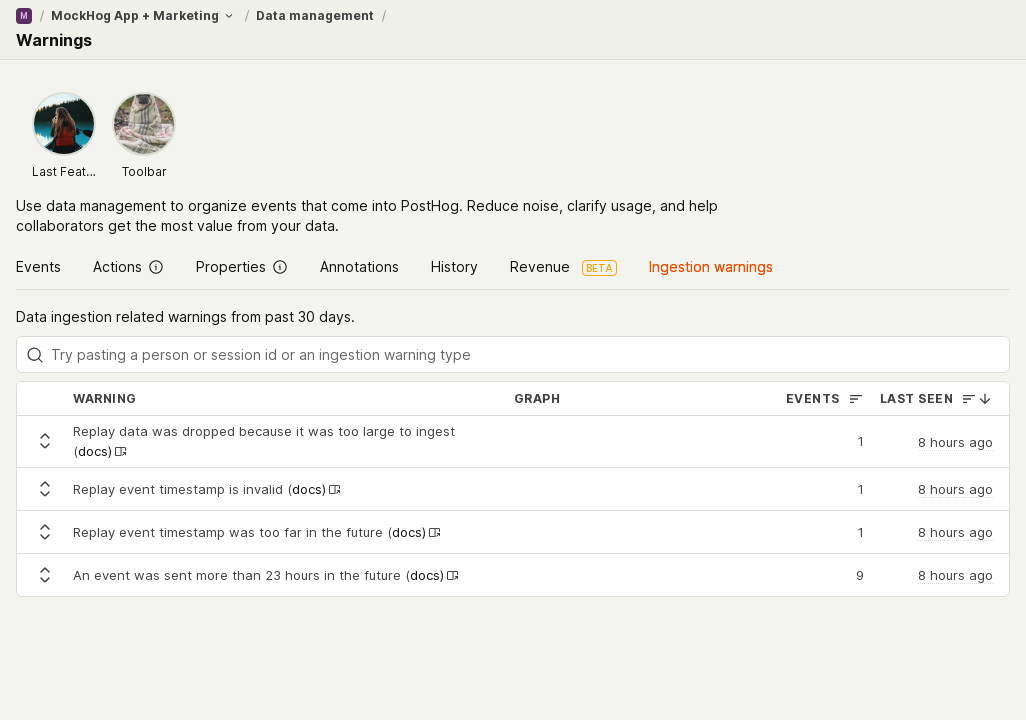 M / MockHog App + Marketing / Data management /
Warnings
Last Feat... Toolbar
Use data management to organize events that come into PostHog. Reduce noise, clarify usage, and help
collaborators get the most value from your data.
Events Actions Properties Annotations History Revenue BETA Ingestion warnings
Data ingestion related warnings from past 30 days.
Try pasting a person or session id or an ingestion warning type
WARNING GRAPH EVENTS LAST SEEN
Replay data was dropped because it was too large to ingest
(docs) 1 8 hours ago
Replay event timestamp is invalid (docs) 1 8 hours ago
Replay event timestamp was too far in the future (docs) 1 8 hours ago
An event was sent more than 23 hours in the future (docs) 9 8 hours ago